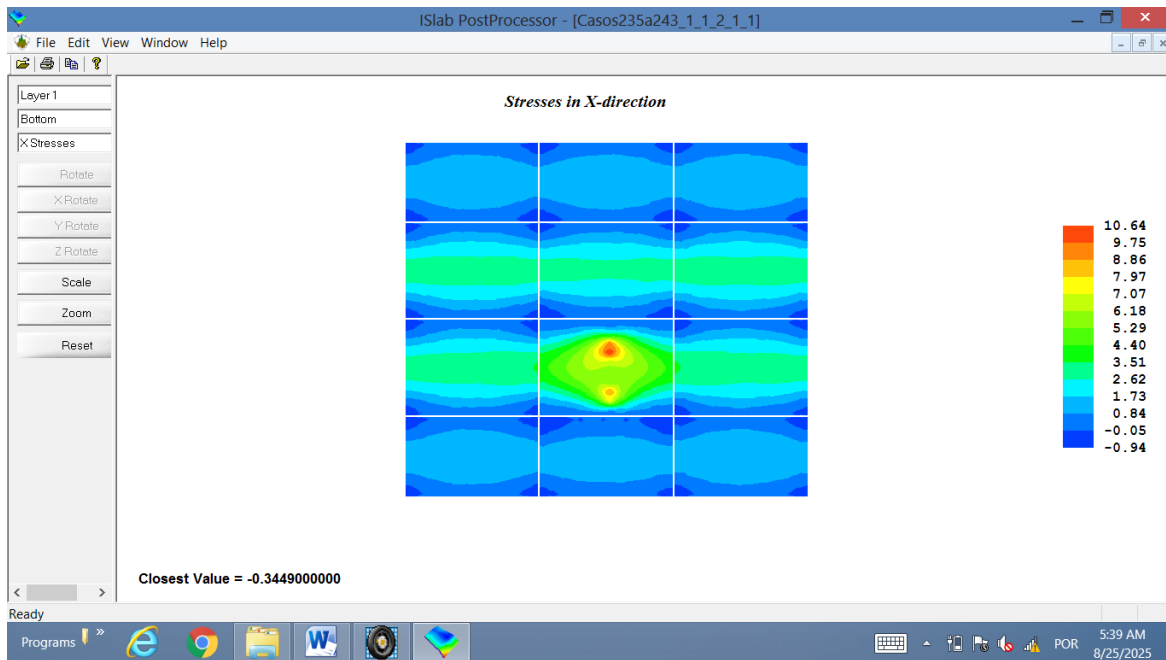 ISlab PostProcessor - [Casos235a243_1_1_2_1_1]
File Edit View Window Help
Layer 1
Bottom
X Stresses
Rotate
X Rotate
Y Rotate
Z Rotate
Scale
Zoom
Reset
Stresses in X-direction
10.64
9.75
8.86
7.97
7.07
6.18
5.29
4.40
3.51
2.62
1.73
0.84
-0.05
-0.94
Closest Value = -0.3449000000
Ready
Programs
POR
5:39 AM
8/25/2025